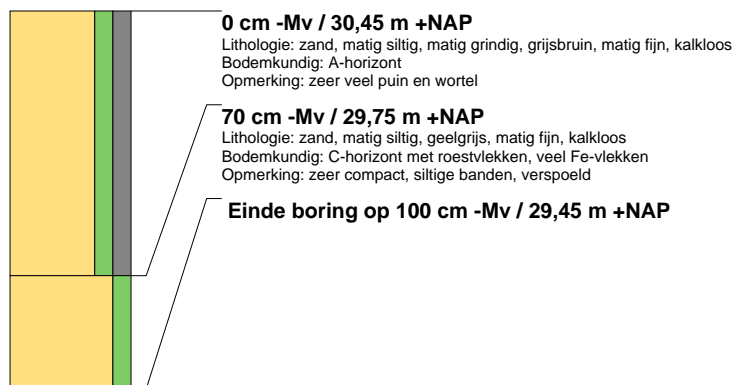 0 cm -Mv / 30,45 m +NAP
Lithologie: zand, matig siltig, matig grindig, grijsbruin, matig fijn, kalkloos
Bodemkundig: A-horizont
Opmerking: zeer veel puin en wortel
70 cm -Mv / 29,75 m +NAP
Lithologie: zand, matig siltig, geelgrijs, matig fijn, kalkloos
Bodemkundig: C-horizont met roestvlekken, veel Fe-vlekken
Opmerking: zeer compact, siltige banden, verspoeld
Einde boring op 100 cm -Mv / 29,45 m +NAP